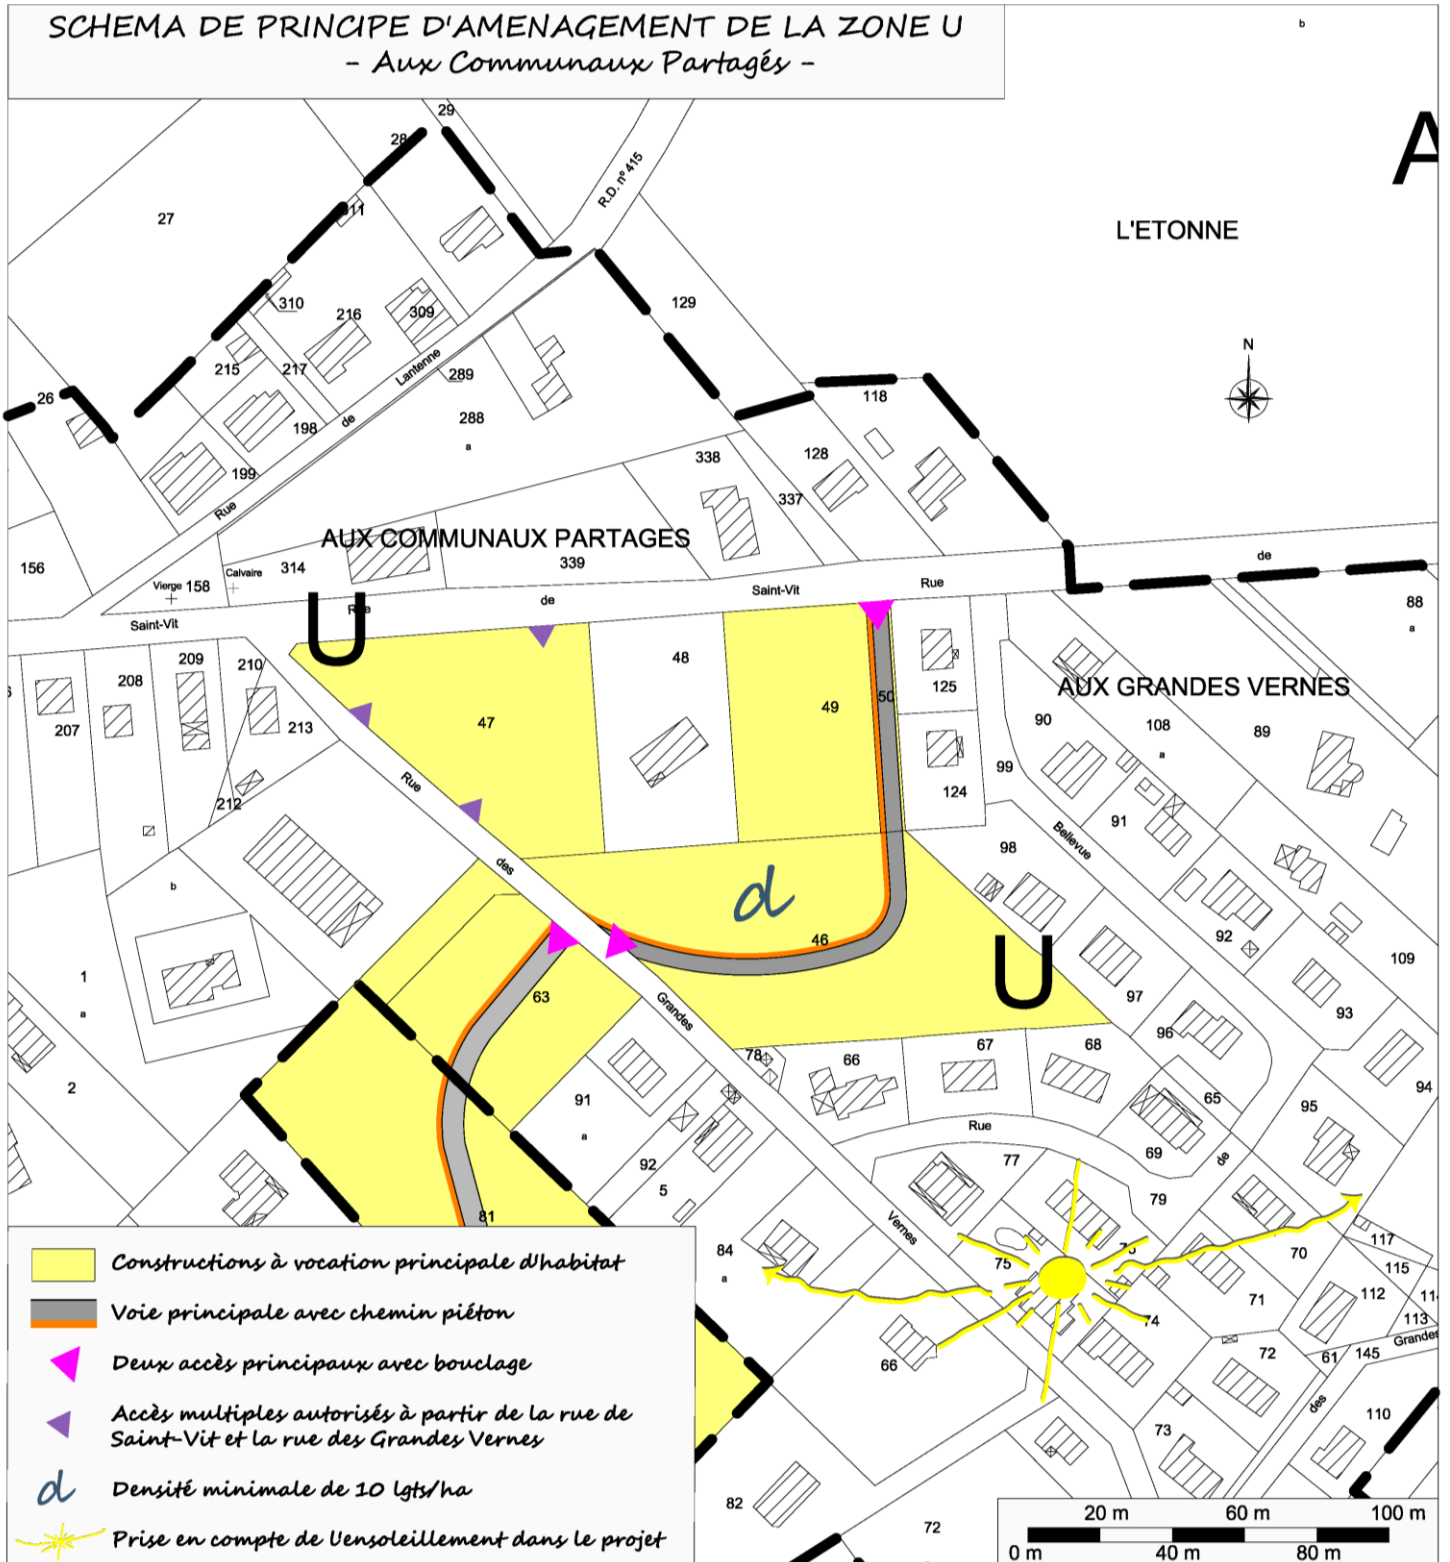 SCHEMA DE PRINCIPE D'AMENAGEMENT DE LA ZONE U
- Aux Communaux Partagés -
b
A
29
28
R.D. n° 415
27
311
L'ETONNE
310
216
309
129
N
215
217
Lantenne
289
26
118
198
de
288
a
199
338
128
337
Rue
AUX COMMUNAUX PARTAGES
156
Vierge
158
Calvaire
314
339
de
Saint-Vit
Rue
de
Saint-Vit
Rue
U
88
a
209
210
208
48
207
213
47
49
50
125
AUX GRANDES VERNES
90
108
a
89
Rue
99
124
212
91
Bellevue
98
des
b
d
46
92
109
1
a
U
97
63
Grandes
93
96
78
66
67
68
2
91
a
94
65
95
Rue
92
5
77
69
de
79
81
Vernes
84
a
75
76
70
117
115
71
112
114
113
74
Grandes
66
72
61
145
des
110
73
82
72
Constructions à vocation principale d'habitat
Voie principale avec chemin piéton
Deux accès principaux avec bouclage
Accès multiples autorisés à partir de la rue de
Saint-Vit et la rue des Grandes Vernes
d
Densité minimale de 10 lgts/ha
Prise en compte de l'ensoleillement dans le projet
20 m
60 m
100 m
0 m
40 m
80 m